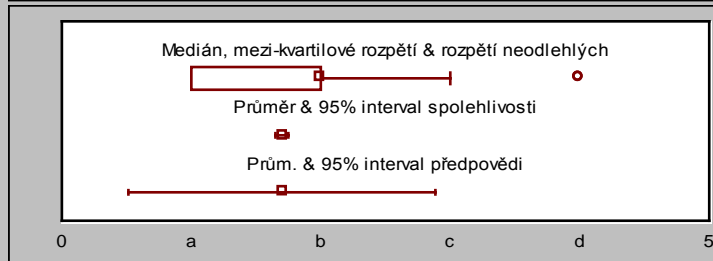 Medián, mezi-kvartilové rozpětí & rozpětí neodlehlých
Průměr & 95% interval spolehlivosti
Prům. & 95% interval předpovědi
0 a b c d 5